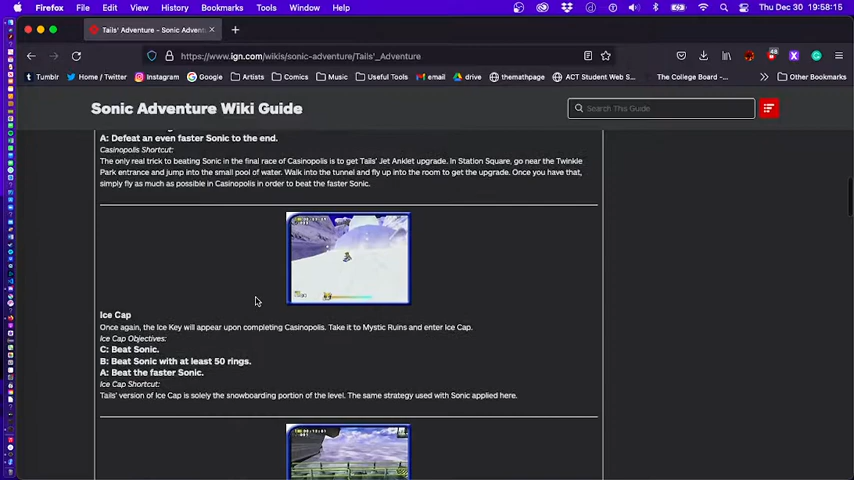 Firefox File Edit View History Bookmarks Tools Window Help Thu Dec 30 19:58:15
Tails' Adventure - Sonic Advent
https://www.ign.com/wikis/sonic-adventure/Tails'_Adventure
48
Tumblr Home / Twitter Instagram Google Artists Comics Music Useful Tools email drive themathpage ACT Student Web S... The College Board -... Other Bookmarks
Sonic Adventure Wiki Guide
Search This Guide
A: Defeat an even faster Sonic to the end.
Casinopolis Shortcut:
The only real trick to beating Sonic in the final race of Casinopolis is to get Tails' Jet Anklet upgrade. In Station Square, go near the Twinkle
Park entrance and jump into the small pool of water. Walk into the tunnel and fly up into the room to get the upgrade. Once you have that,
simply fly as much as possible in Casinopolis in order to beat the faster Sonic.
Ice Cap
Once again, the Ice Key will appear upon completing Casinopolis. Take it to Mystic Ruins and enter Ice Cap.
Ice Cap Objectives:
C: Beat Sonic.
B: Beat Sonic with at least 50 rings.
A: Beat the faster Sonic.
Ice Cap Shortcut:
Tails' version of Ice Cap is solely the snowboarding portion of the level. The same strategy used with Sonic applied here.